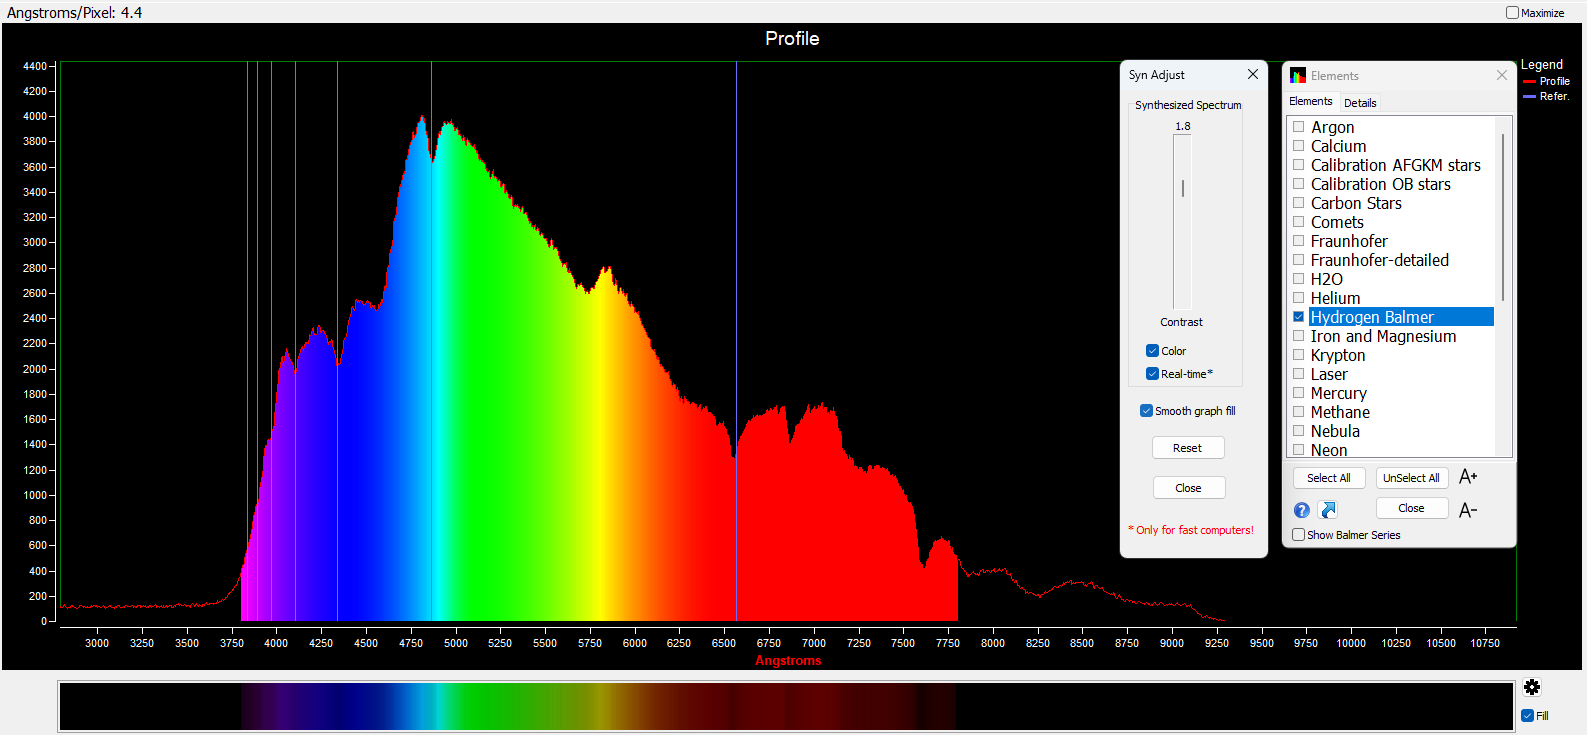 Angstroms/Pixel: 4.4
Maximize
Profile
4400
4200
4000
3800
3600
3400
3200
3000
2800
2600
2400
2200
2000
1800
1600
1400
1200
1000
800
600
400
200
0
3000 3250 3500 3750 4000 4250 4500 4750 5000 5250 5500 5750 6000 6250 6500 6750 7000 7250 7500 7750 8000 8250 8500 8750 9000 9250 9500 9750 10000 10250 10500 10750
Angstroms
Syn Adjust
Synthesized Spectrum
1.8
Contrast
Color
Real-time*
Smooth graph fill
Reset
Close
* Only for fast computers!
Elements
Elements Details
Argon
Calcium
Calibration AFGKM stars
Calibration OB stars
Carbon Stars
Comets
Fraunhofer
Fraunhofer-detailed
H2O
Helium
Hydrogen Balmer
Iron and Magnesium
Krypton
Laser
Mercury
Methane
Nebula
Neon
Select All UnSelect All A+
? Close A-
Show Balmer Series
Legend
Profile
Refer.
Fill